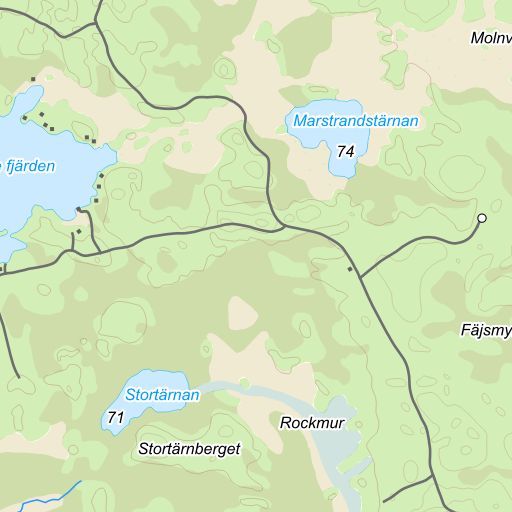 Molnv
Marstrandstärnan
74
fjärden
Fäjsmy
Stortärnan
71
Rockmur
Stortärnberget